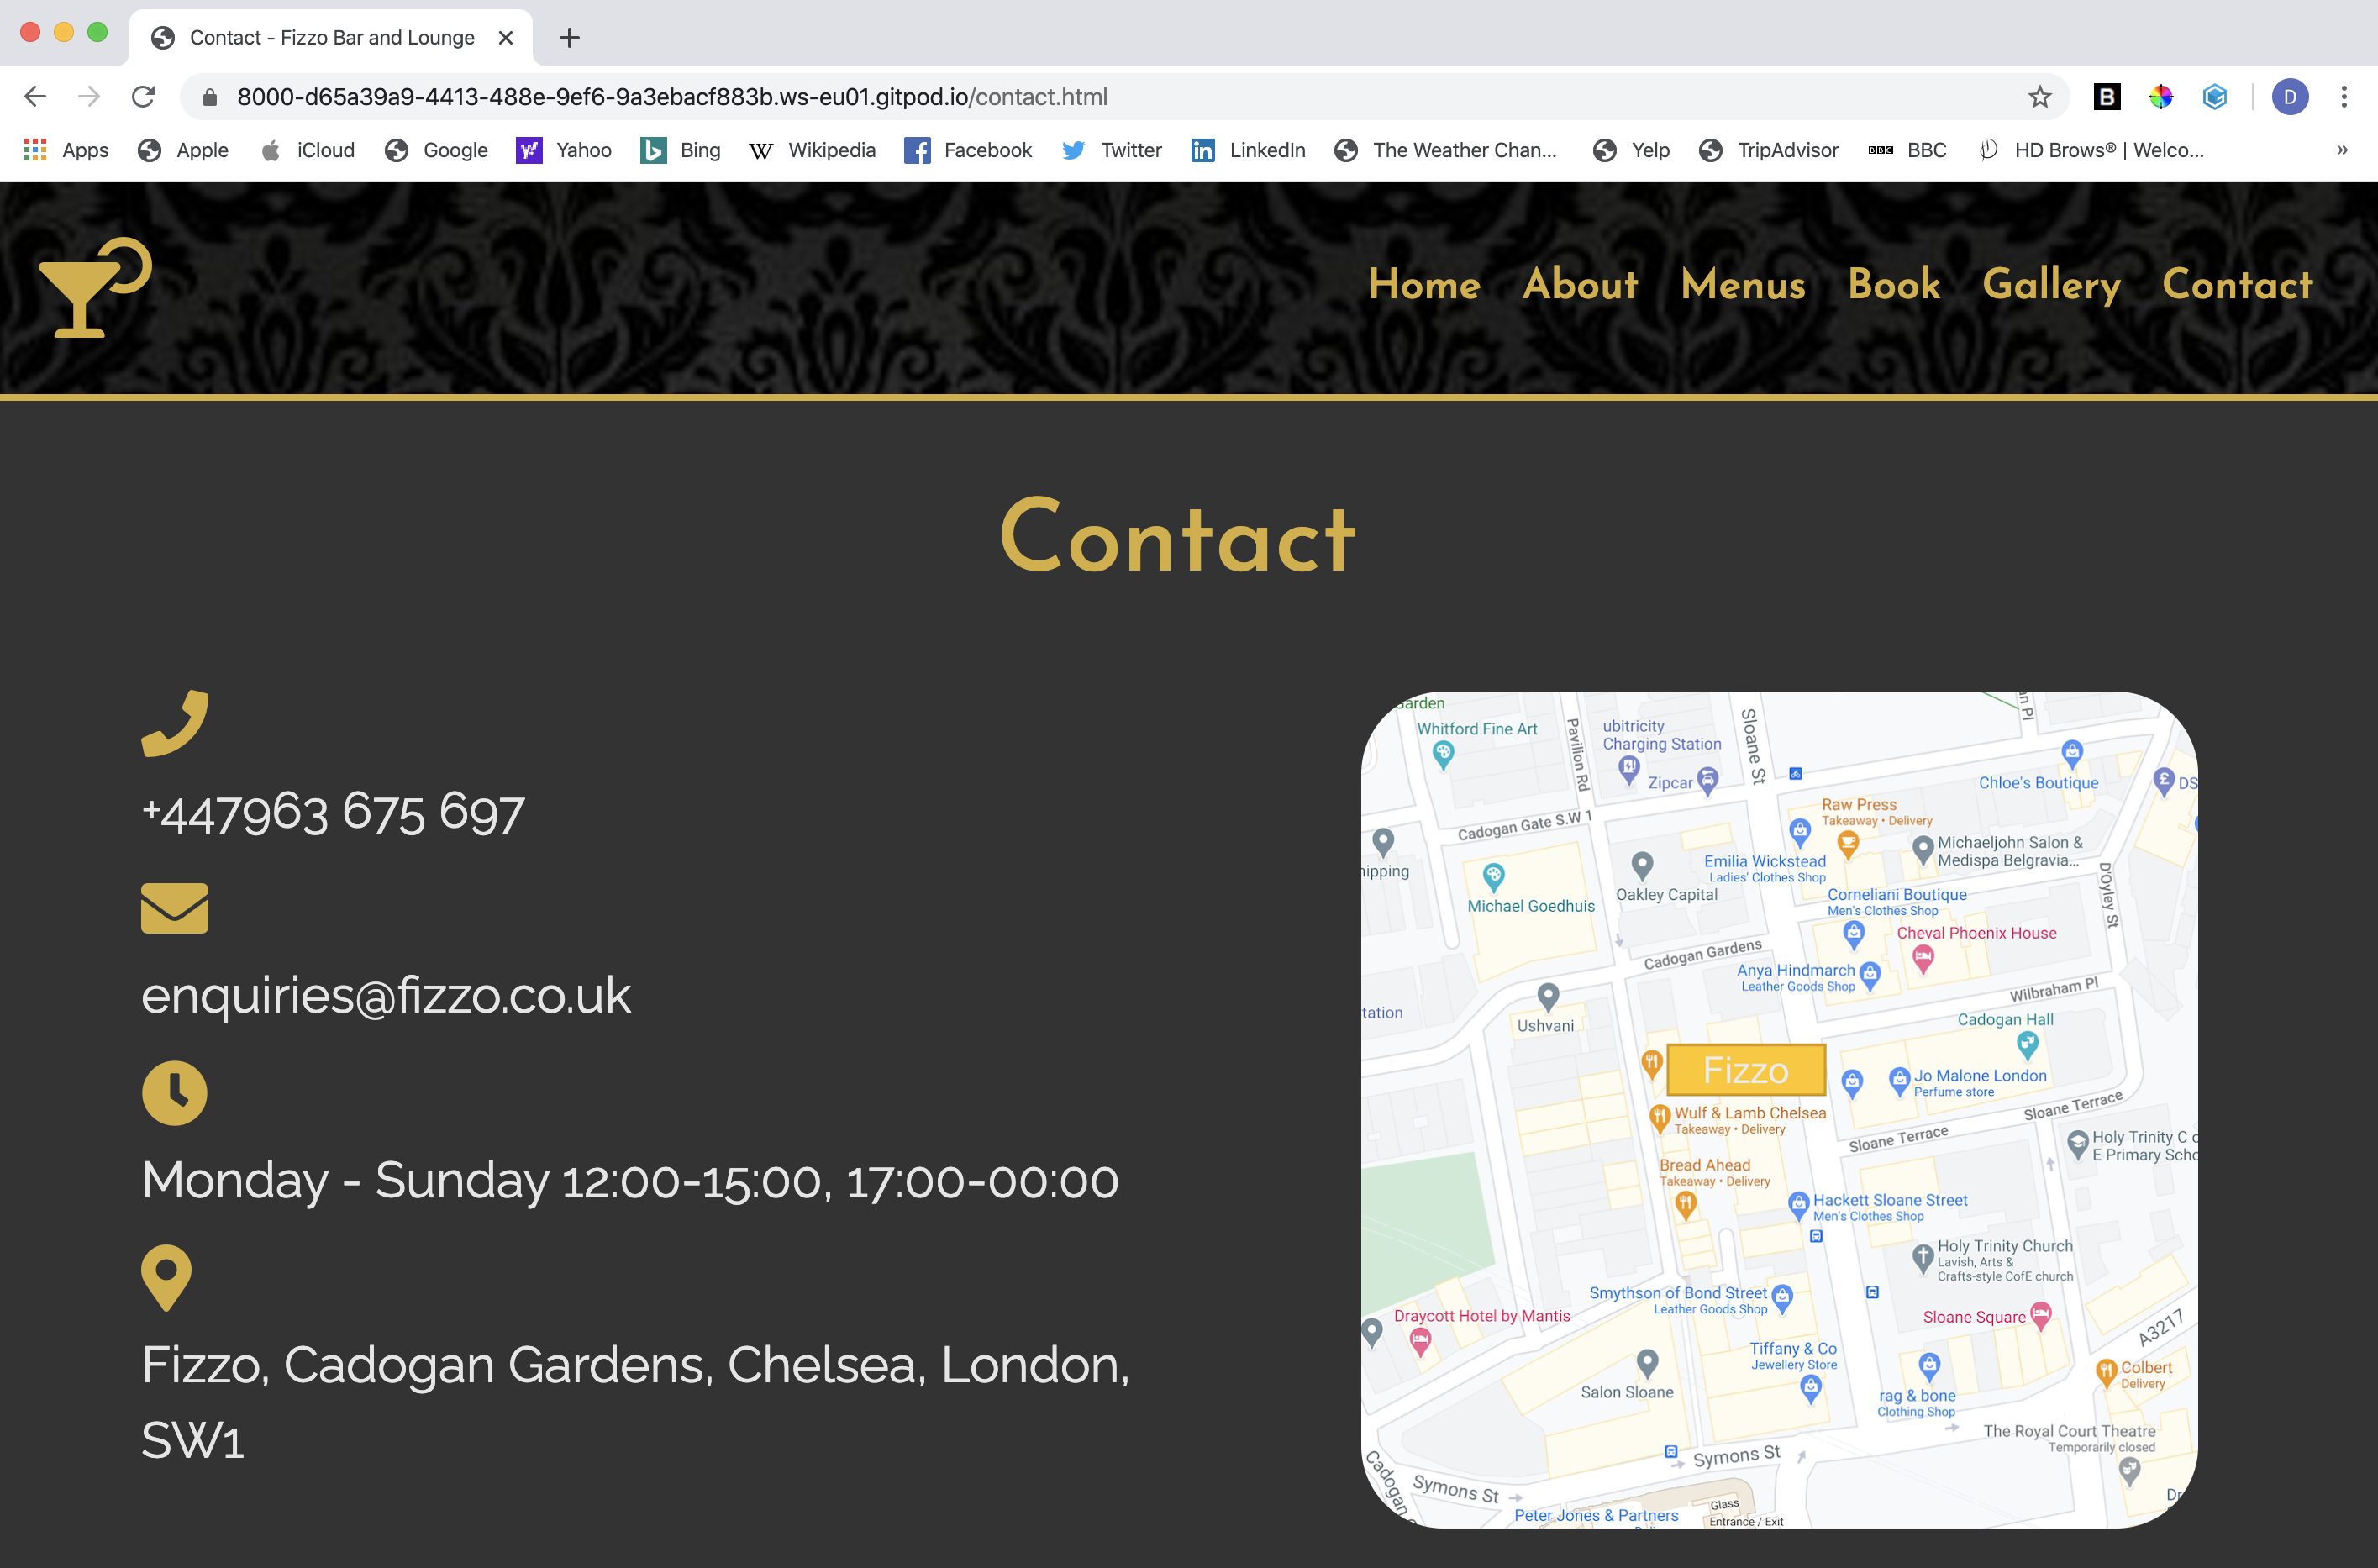 Contact - Fizzo Bar and Lounge
8000-d65a39a9-4413-488e-9ef6-9a3ebacf883b.ws-eu01.gitpod.io/contact.html
B
D
Apps Apple iCloud Google Yahoo Bing Wikipedia Facebook Twitter LinkedIn The Weather Chan... Yelp TripAdvisor BBC BBC HD Brows® | Welco... »
Home About Menus Book Gallery Contact
Contact
+447963 675 697
enquiries@fizzo.co.uk
Monday - Sunday 12:00-15:00, 17:00-00:00
Fizzo, Cadogan Gardens, Chelsea, London,
SW1
Whitford Fine Art
Pavilion Rd
ubitricity
Charging Station
Zipcar
Sloane St
Chloe's Boutique
Raw Press
Takeaway • Delivery
Cadogan Gate S.W 1
Michaeljohn Salon &
Medispa Belgravia...
Emilia Wickstead
Ladies' Clothes Shop
Oakley Capital
Michael Goedhuis
Corneliani Boutique
Men's Clothes Shop
D'Oyley St
Cheval Phoenix House
Cadogan Gardens
Anya Hindmarch
Leather Goods Shop
Wilbraham Pl
Ushvani
Cadogan Hall
Fizzo
Jo Malone London
Perfume store
Wulf & Lamb Chelsea
Takeaway • Delivery
Sloane Terrace
Sloane Terrace
Holy Trinity C o
E Primary Scho
Bread Ahead
Takeaway • Delivery
Hackett Sloane Street
Men's Clothes Shop
Holy Trinity Church
Lavish, Arts &
Crafts-style CofE church
Smythson of Bond Street
Leather Goods Shop
Draycott Hotel by Mantis
Sloane Square
A3217
Tiffany & Co
Jewellery Store
Salon Sloane
rag & bone
Clothing Shop
Colbert
Delivery
The Royal Court Theatre
Temporarily closed
Symons St
Cadogan
Symons St
Glass
Entrance / Exit
Peter Jones & Partners